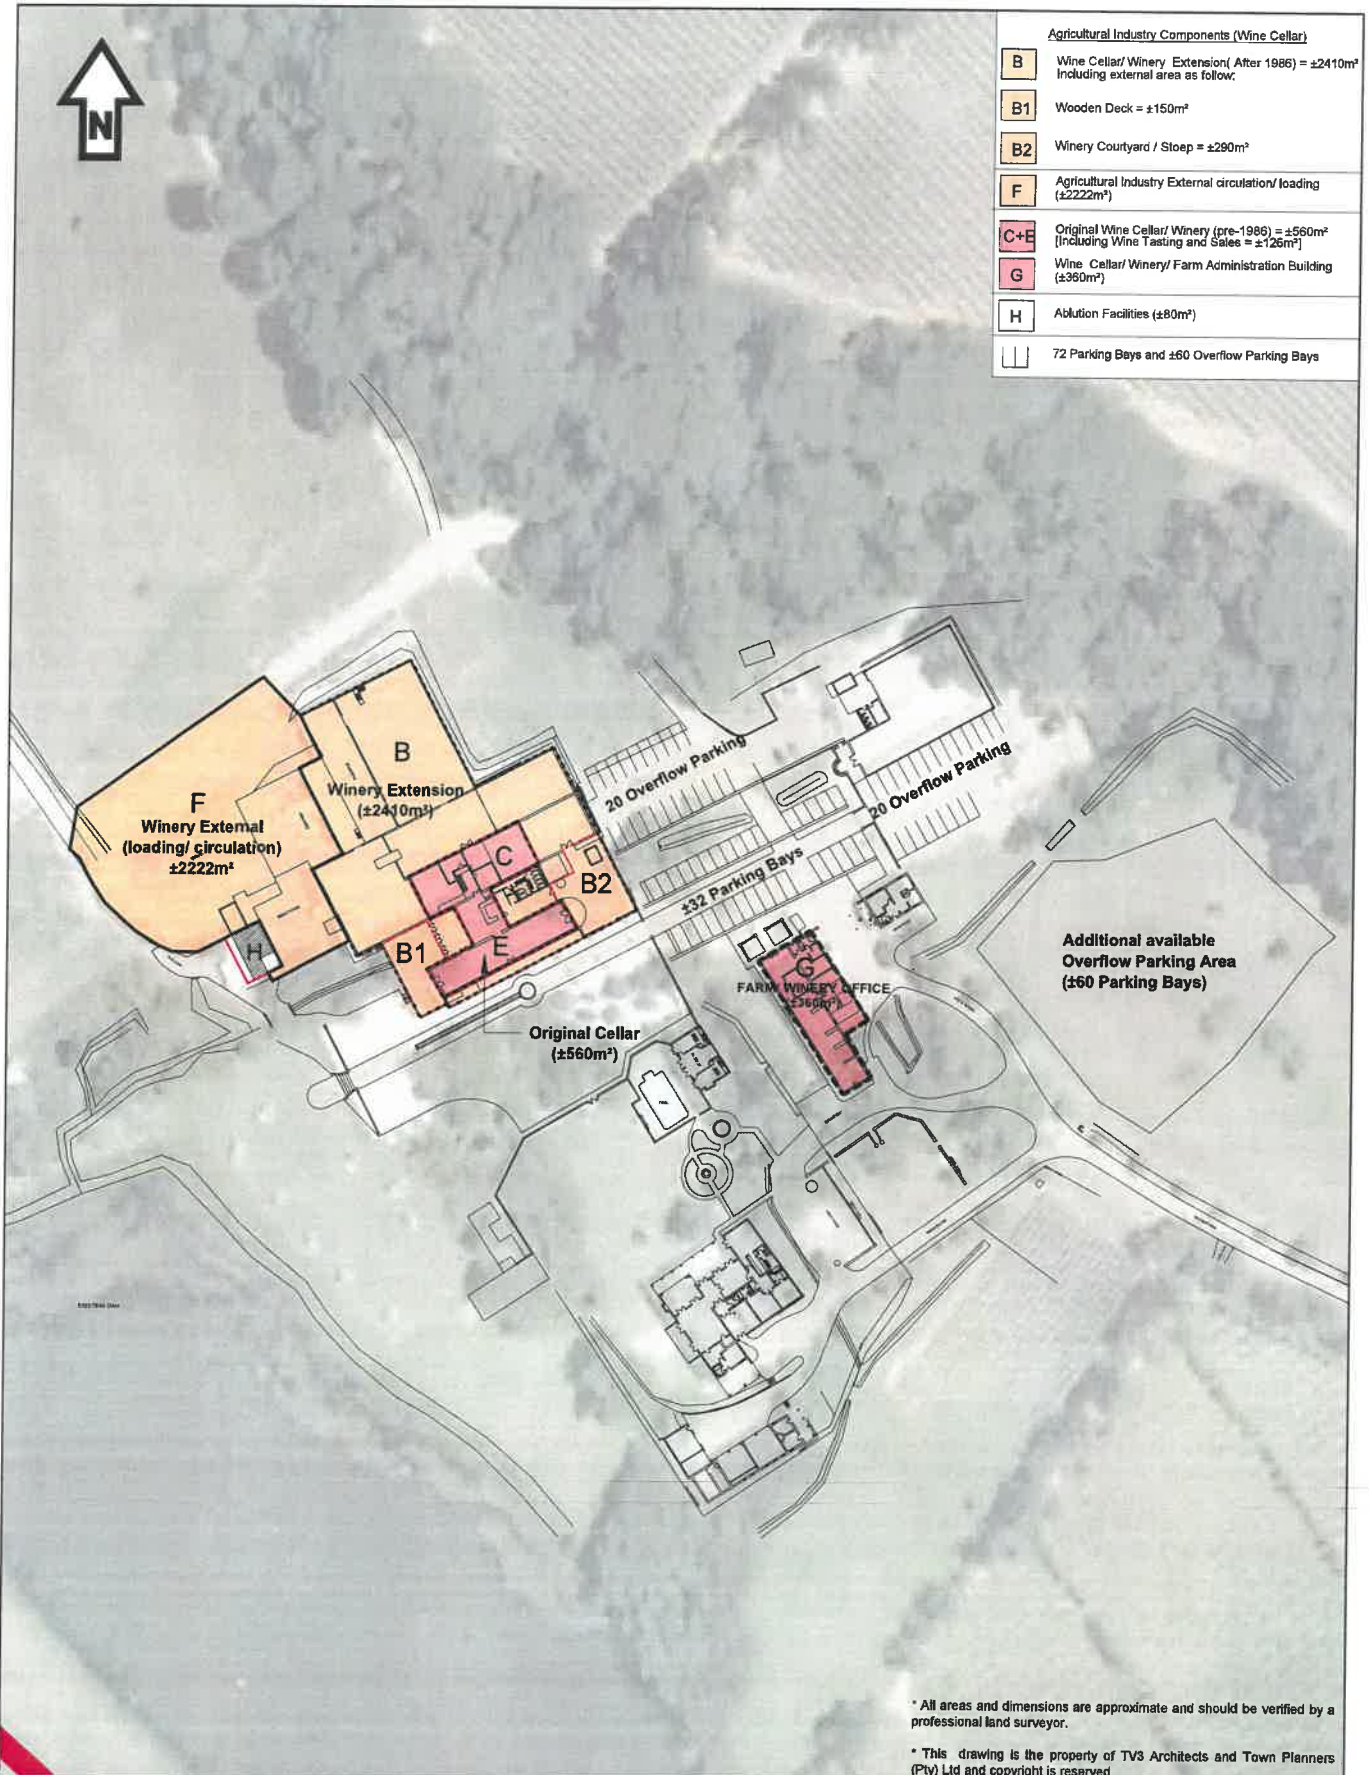 N
Agricultural Industry Components (Wine Cellar)
B
Wine Cellar/ Winery Extension( After 1986) = ±2410m²
Including external area as follow:
B1
Wooden Deck = ±150m²
B2
Winery Courtyard / Stoep = ±290m²
F
Agricultural Industry External circulation/ loading
(±2222m²)
C+E
Original Wine Cellar/ Winery (pre-1986) = ±560m²
[Including Wine Tasting and Sales = ±126m²]
G
Wine Cellar/ Winery/ Farm Administration Building
(±360m²)
H
Ablution Facilities (±80m²)
72 Parking Bays and ±60 Overflow Parking Bays
B
Winery Extension
(±2410m²)
F
Winery External
(loading/ circulation)
±2222m²
20 Overflow Parking
20 Overflow Parking
±32 Parking Bays
C
B2
H
B1
E
G
FARM WINERY OFFICE
(±360m²)
Additional available
Overflow Parking Area
(±60 Parking Bays)
Original Cellar
(±560m²)
* All areas and dimensions are approximate and should be verified by a
professional land surveyor.
* This drawing is the property of TV3 Architects and Town Planners
(Pty) Ltd and copyright is reserved